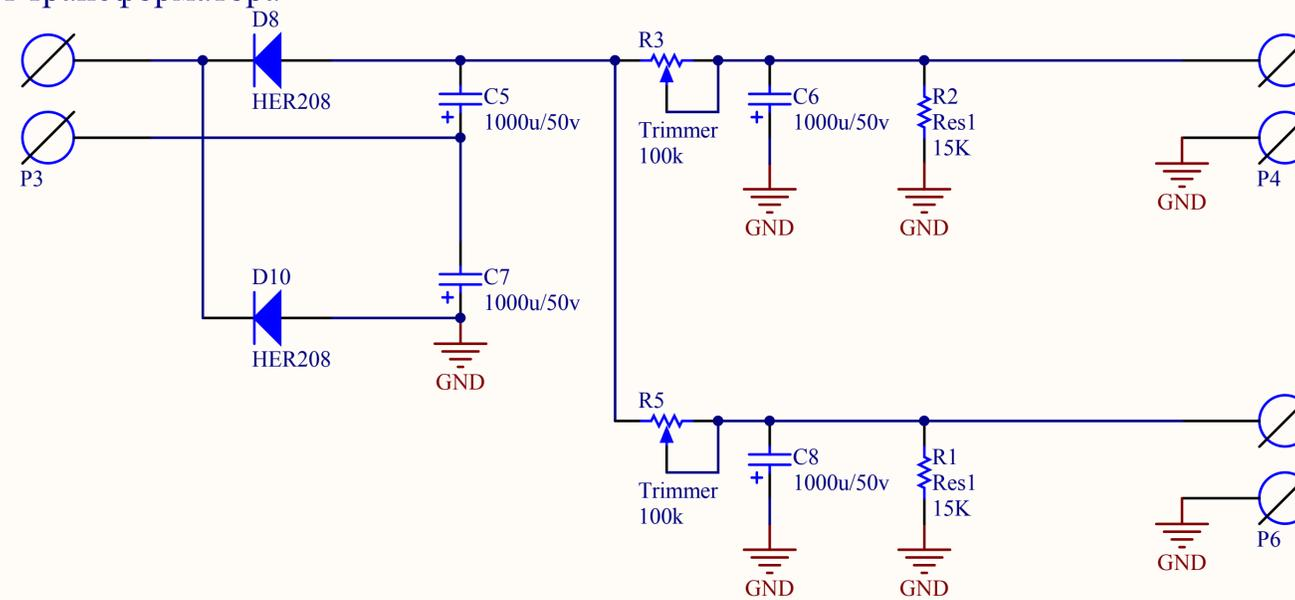 D8
HER208
P3
C5
1000u/50v
R3
Trimmer
100k
C6
1000u/50v
GND
R2
Res1
15K
GND
GND
P4
D10
HER208
C7
1000u/50v
GND
R5
Trimmer
100k
C8
1000u/50v
GND
R1
Res1
15K
GND
GND
P6